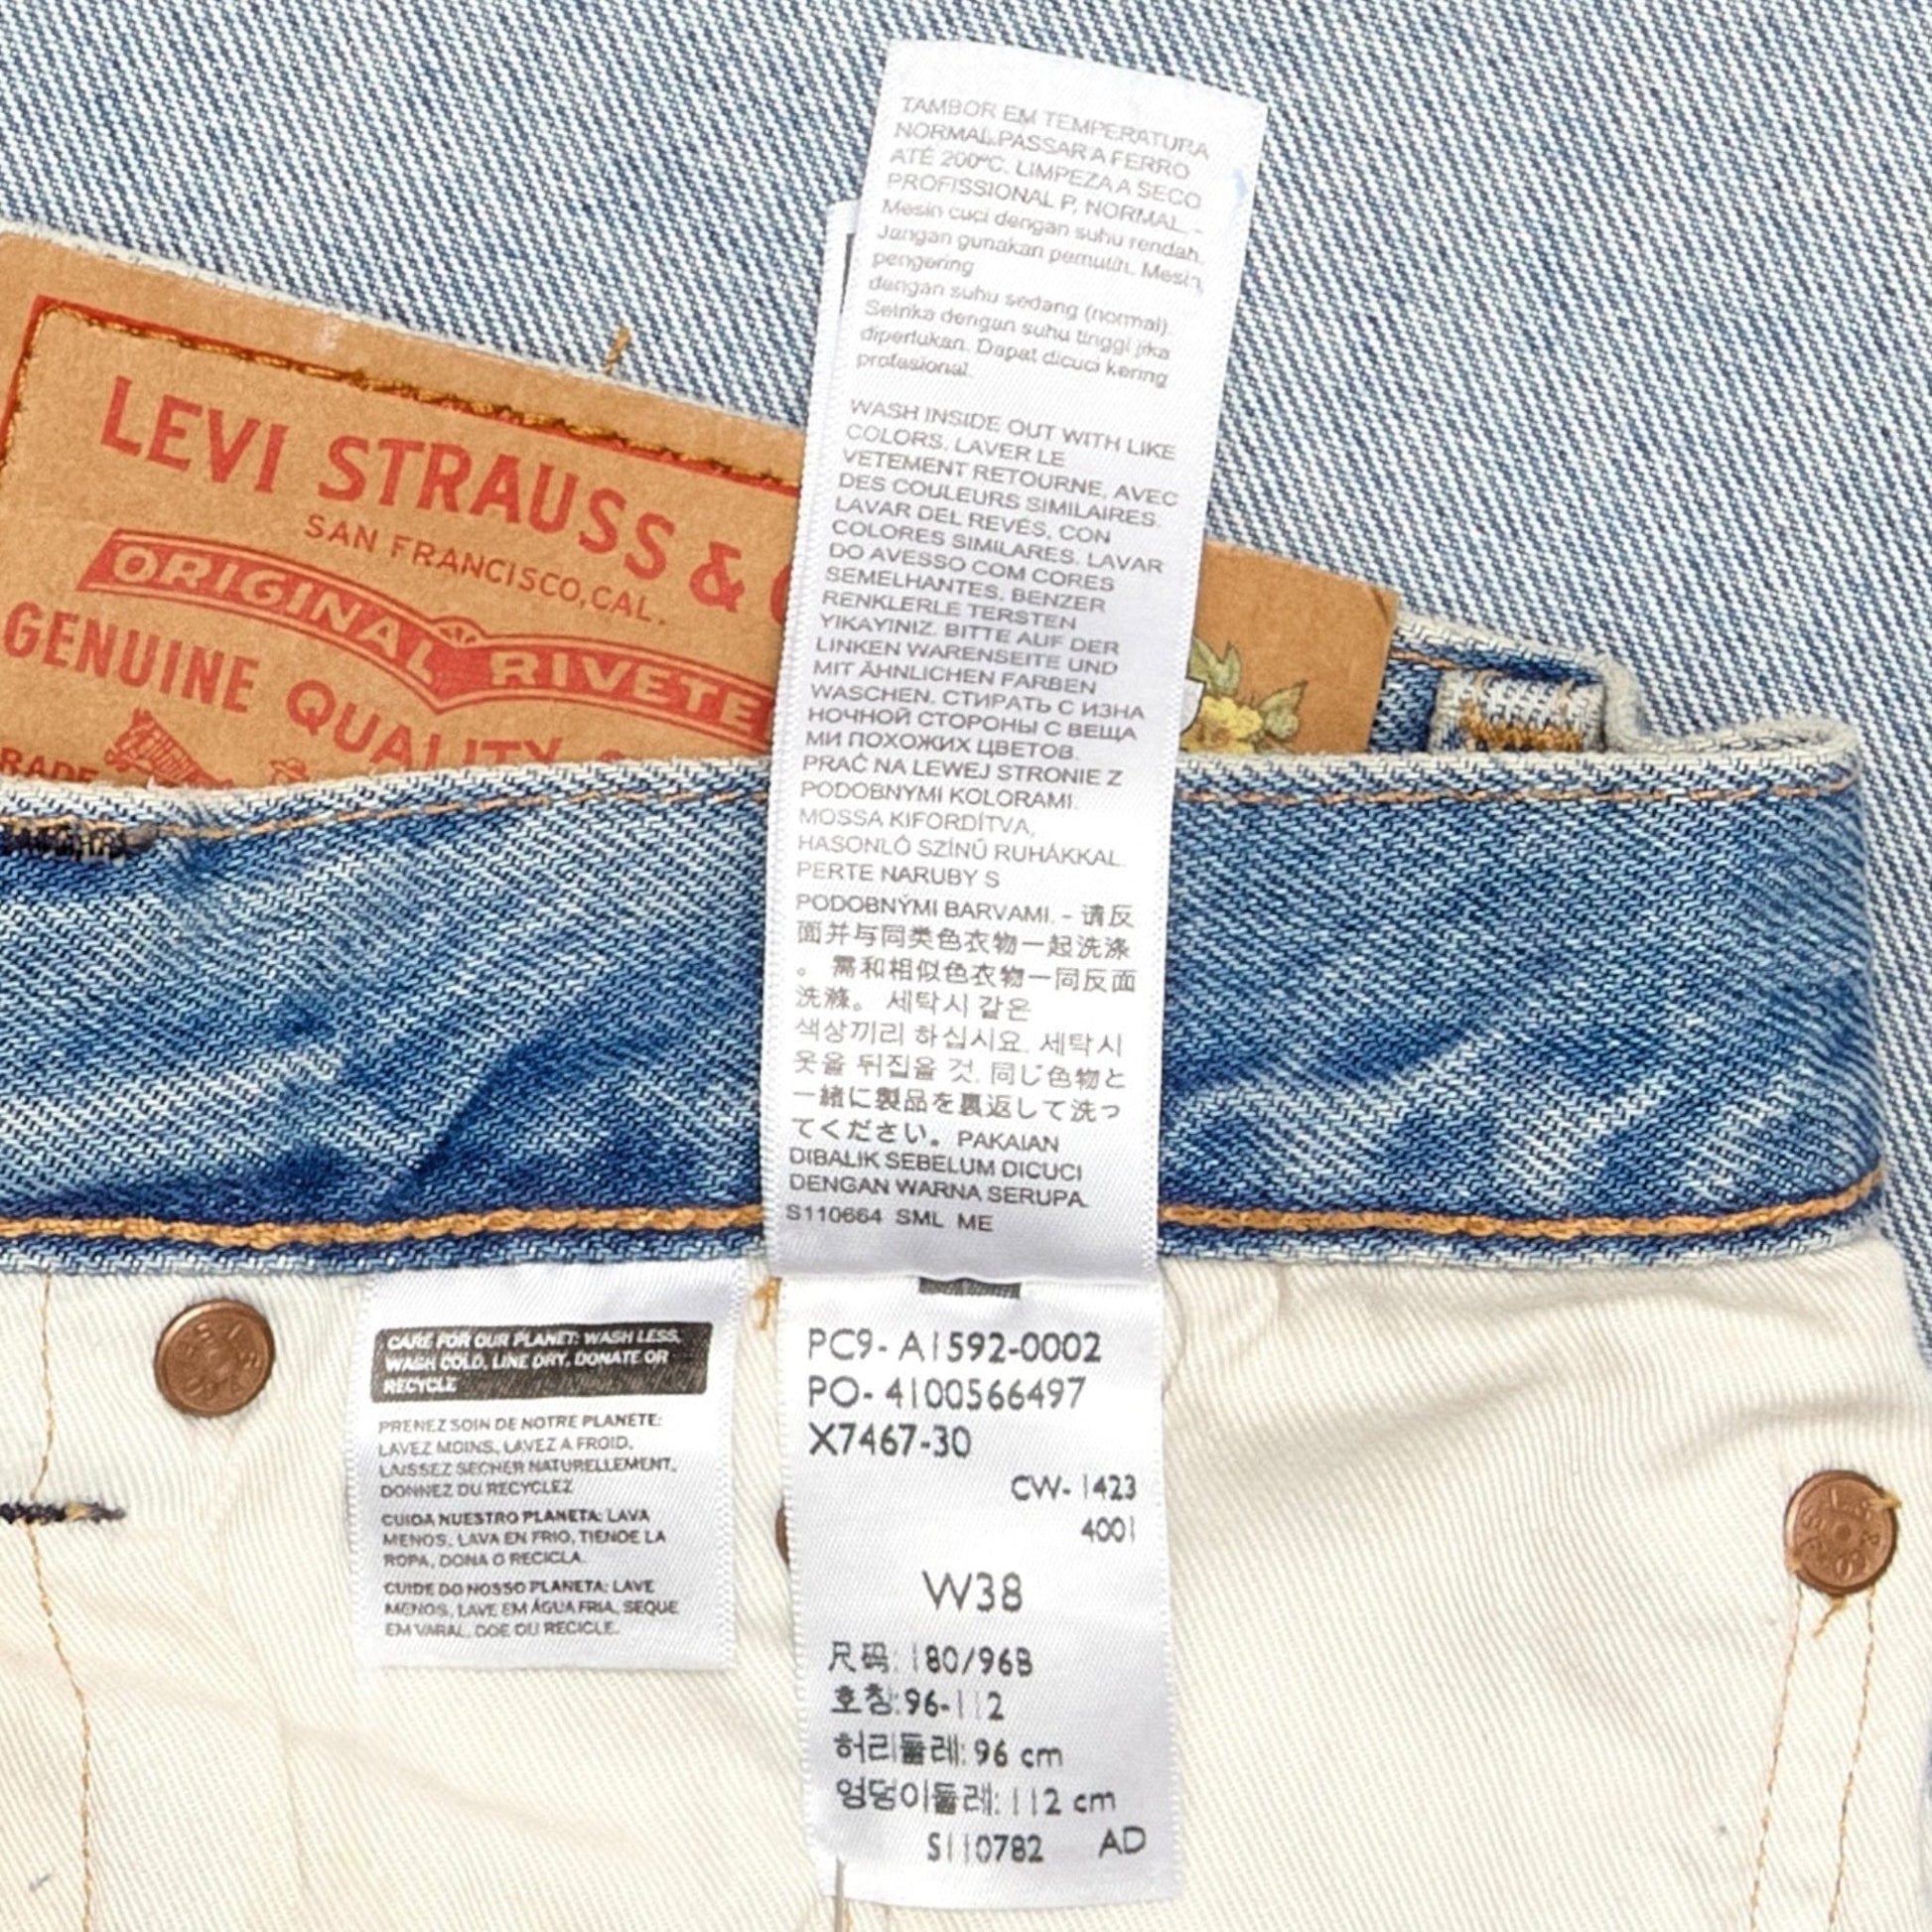 LEVI STRAUSS &
SAN FRANCISCO, CAL.
ORIGINAL RIVETE
GENUINE QUALITY
TRADE
TAMBOR EM TEMPERATURA
NORMAL.PASSAR A FERRO
ATÉ 200ºC. LIMPEZA A SECO
PROFISSIONAL P, NORMAL. -
Mesin cuci dengan suhu rendah.
Jangan gunakan pemutih. Mesin
pengering
dengan suhu sedang (normal).
Setrika dengan suhu tinggi jika
diperlukan. Dapat dicuci kering
profesional.
WASH INSIDE OUT WITH LIKE
COLORS. LAVER LE
VETEMENT RETOURNE, AVEC
DES COULEURS SIMILAIRES.
LAVAR DEL REVÉS, CON
COLORES SIMILARES. LAVAR
DO AVESSO COM CORES
SEMELHANTES. BENZER
RENKLERLE TERSTEN
YIKAYINIZ. BITTE AUF DER
LINKEN WARENSEITE UND
MIT ÄHNLICHEN FARBEN
WASCHEN. СТИРАТЬ С ИЗНА
НОЧНОЙ СТОРОНЫ С ВЕЩА
МИ ПОХОЖИХ ЦВЕТОВ.
PRAĆ NA LEWEJ STRONIE Z
PODOBNYMI KOLORAMI.
MOSSA KIFORDÍTVA,
HASONLÓ SZÍNŰ RUHÁKKAL.
PERTE NARUBY S
PODOBNÝMI BARVAMI. - 请反
面并与同类色衣物一起洗涤
。 需和相似色衣物一同反面
洗滌。 세탁시 같은
색상끼리 하십시요. 세탁시
옷을 뒤집을 것. 同じ色物と
一緒に製品を裏返して洗っ
てください。PAKAIAN
DIBALIK SEBELUM DICUCI
DENGAN WARNA SERUPA.
S110664 SML ME
CARE FOR OUR PLANET: WASH LESS,
WASH COLD, LINE DRY, DONATE OR
RECYCLE
PRENEZ SOIN DE NOTRE PLANETE:
LAVEZ MOINS, LAVEZ A FROID,
LAISSEZ SECHER NATURELLEMENT,
DONNEZ OU RECYCLEZ
CUIDA NUESTRO PLANETA: LAVA
MENOS, LAVA EN FRIO, TIENDE LA
ROPA, DONA O RECICLA.
CUIDE DO NOSSO PLANETA: LAVE
MENOS, LAVE EM ÁGUA FRIA, SEQUE
EM VARAL, DOE OU RECICLE.
PC9- A1592-0002
PO- 4100566497
X7467-30
CW- 1423
4001
W38
尺码: 180/96B
호칭: 96-112
허리둘레: 96 cm
엉덩이둘레: 112 cm
S110782 AD